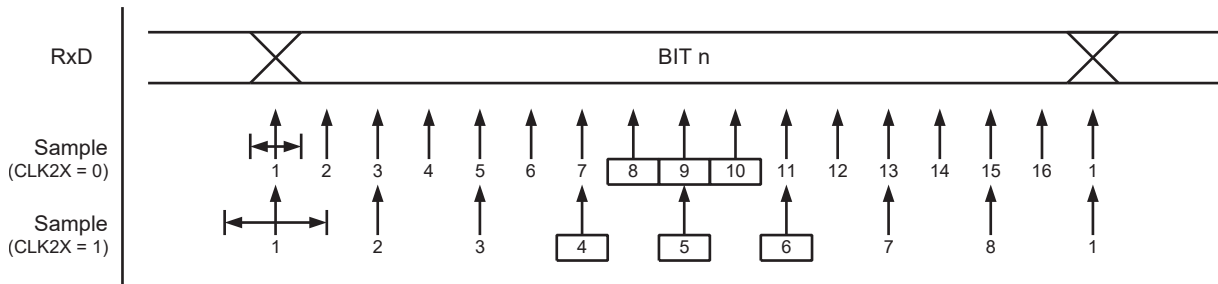 RxD BIT n
Sample
(CLK2X = 0)
1 2 3 4 5 6 7 8 9 10 11 12 13 14 15 16 1
Sample
(CLK2X = 1)
1 2 3 4 5 6 7 8 1